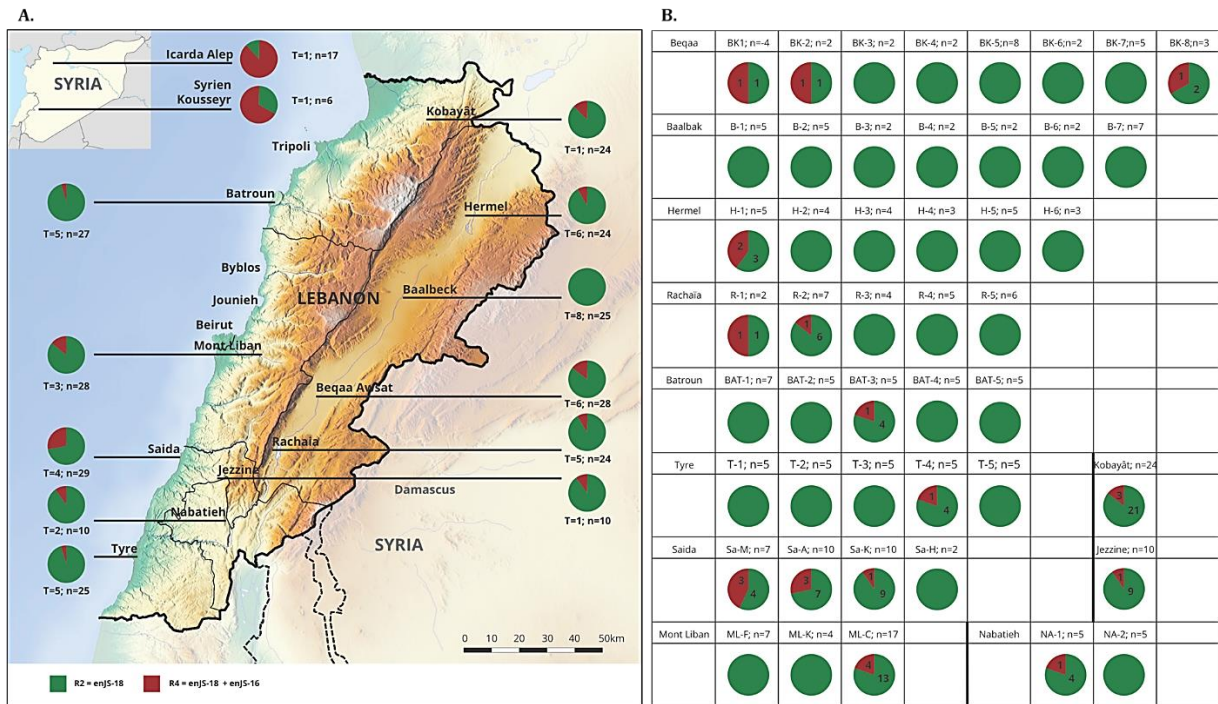 A.
Icarda Alep
T=1; n=17
SYRIA
Syrien
Kousseyr
T=1; n=6
Kobayât
T=1; n=24
Tripoli
Batroun
T=5; n=27
Hermel
T=6; n=24
Byblos
LEBANON
Baalbeck
T=8; n=25
Jounieh
Beirut
Mont Liban
T=3; n=28
Beqaa Awsat
T=6; n=28
Saida
T=4; n=29
Rachaia
T=5; n=24
Jezzine
T=1; n=10
Damascus
Nabatieh
T=2; n=10
SYRIA
Tyre
T=5; n=25
0 10 20 30 40 50km
R2 = enJS-18 R4 = enJS-18 + enJS-16
B.
Beqaa BK1; n=-4 BK-2; n=2 BK-3; n=2 BK-4; n=2 BK-5;n=8 BK-6;n=2 BK-7;n=5 BK-8;n=3
1 1 1 1 1 2
Baalbak B-1; n=5 B-2; n=5 B-3; n=2 B-4; n=2 B-5; n=2 B-6; n=2 B-7; n=7
Hermel H-1; n=5 H-2; n=4 H-3; n=4 H-4; n=3 H-5; n=5 H-6; n=3
2 3
Rachaïa R-1; n=2 R-2; n=7 R-3; n=4 R-4; n=5 R-5; n=6
1 1 1 6
Batroun BAT-1; n=7 BAT-2; n=5 BAT-3; n=5 BAT-4; n=5 BAT-5; n=5
1 4
Tyre T-1; n=5 T-2; n=5 T-3; n=5 T-4; n=5 T-5; n=5 Kobayât; n=24
1 4 3 21
Saida Sa-M; n=7 Sa-A; n=10 Sa-K; n=10 Sa-H; n=2 Jezzine; n=10
3 4 3 7 1 9 1 9
Mont Liban ML-F; n=7 ML-K; n=4 ML-C; n=17 Nabatieh NA-1; n=5 NA-2; n=5
4 13 1 4